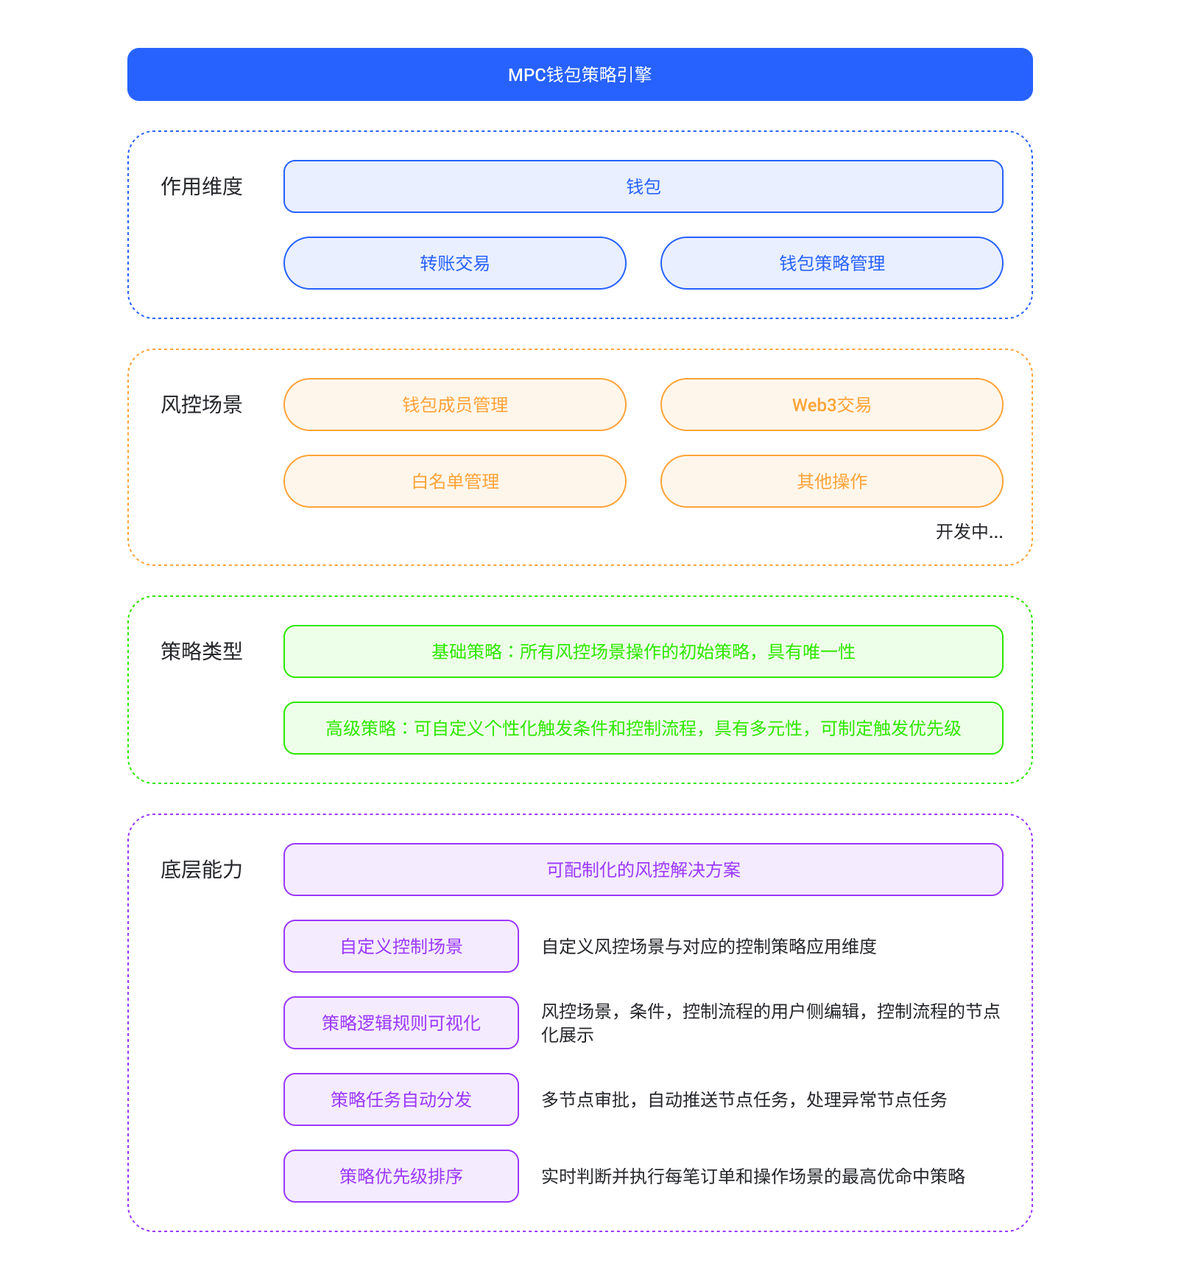 MPC钱包策略引擎
作用维度
钱包
转账交易
钱包策略管理
风控场景
钱包成员管理
Web3交易
白名单管理
其他操作
开发中...
策略类型
基础策略：所有风控场景操作的初始策略，具有唯一性
高级策略：可自定义个性化触发条件和控制流程，具有多元性，可制定触发优先级
底层能力
可配制化的风控解决方案
自定义控制场景
自定义风控场景与对应的控制策略应用维度
策略逻辑规则可视化
风控场景，条件，控制流程的用户侧编辑，控制流程的节点
化展示
策略任务自动分发
多节点审批，自动推送节点任务，处理异常节点任务
策略优先级排序
实时判断并执行每笔订单和操作场景的最高优命中策略